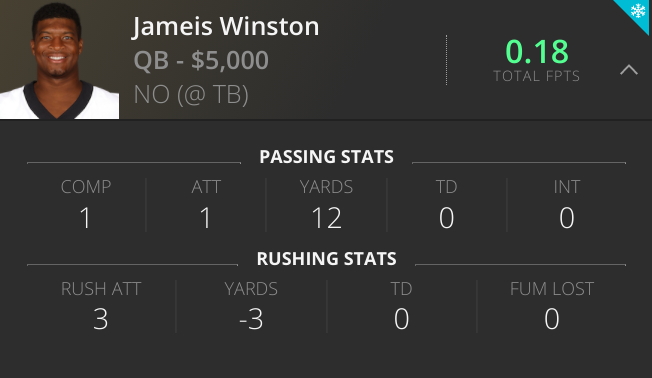 Jameis Winston
QB - $5,000
NO (@ TB)
0.18
TOTAL FPTS
PASSING STATS
COMP ATT YARDS TD INT
1 1 12 0 0
RUSHING STATS
RUSH ATT YARDS TD FUM LOST
3 -3 0 0